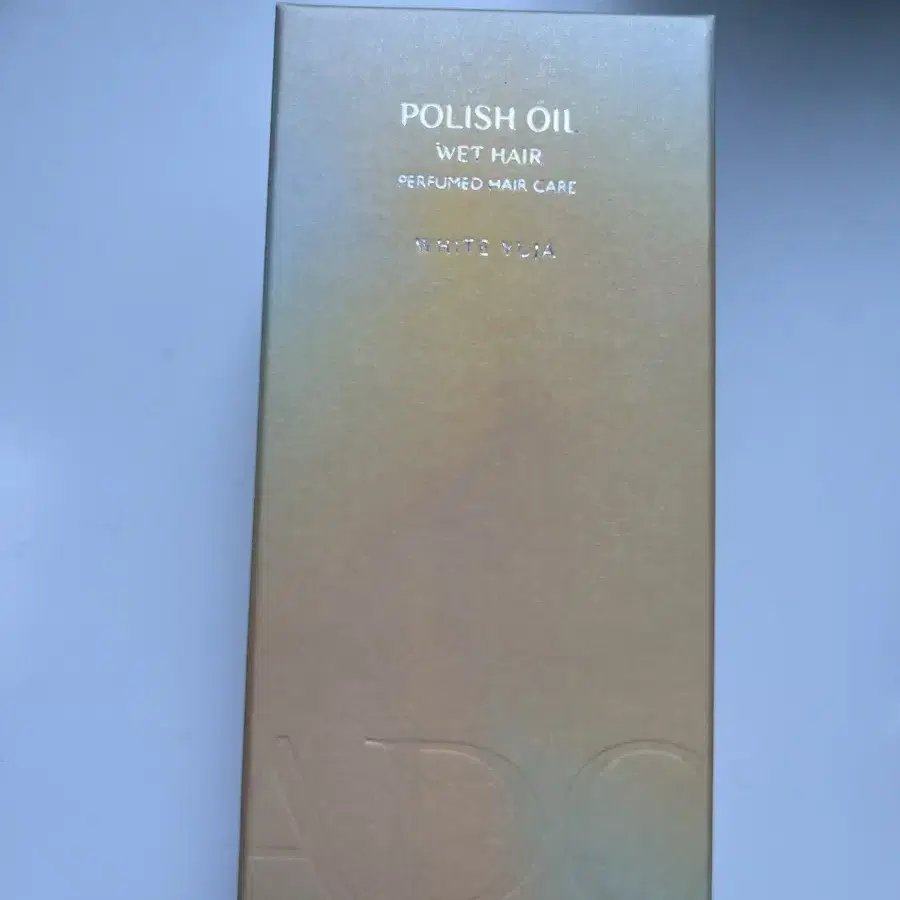 POLISH OIL
WET HAIR
PERFUMED HAIR CARE
WHITE YUJA